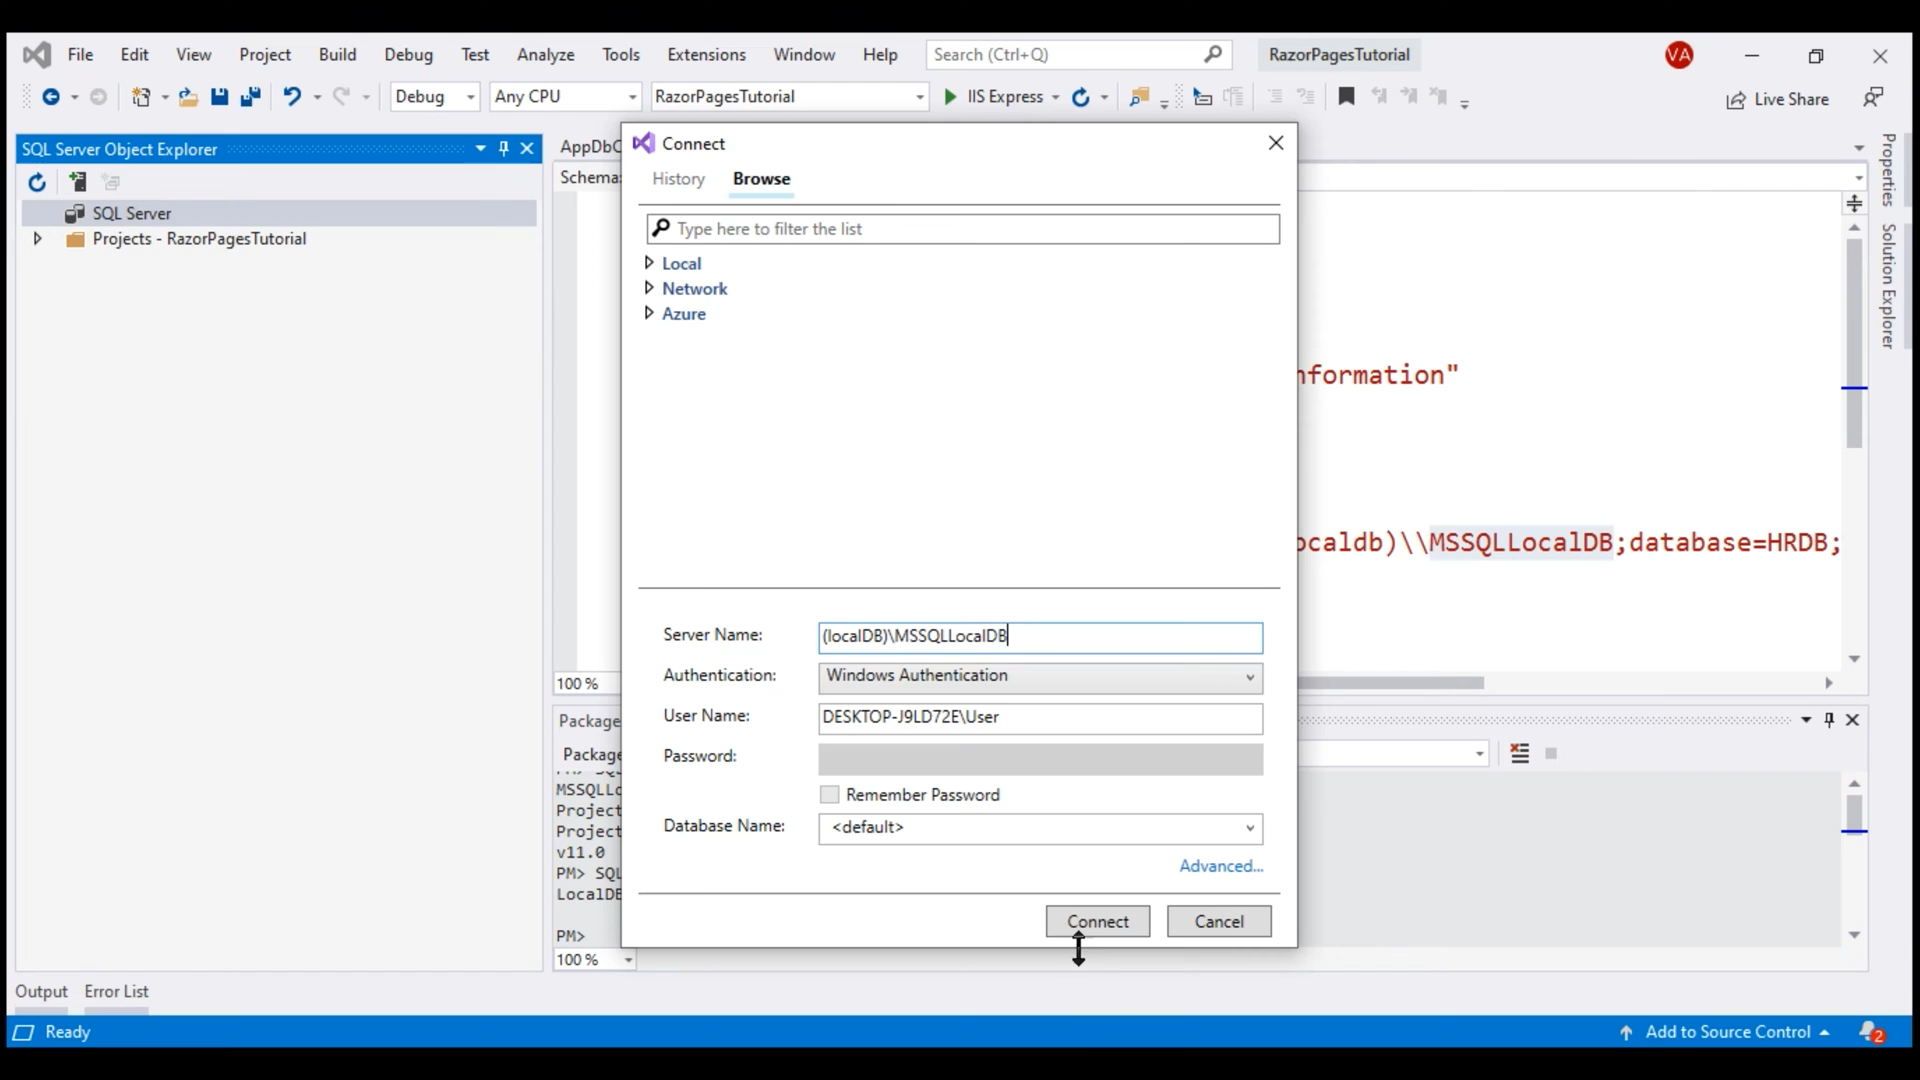 File Edit View Project Build Debug Test Analyze Tools Extensions Window Help Search (Ctrl+Q) RazorPagesTutorial VA
Debug Any CPU RazorPagesTutorial IIS Express Live Share
SQL Server Object Explorer
SQL Server
Projects - RazorPagesTutorial
AppDbC
Schema:
Connect
History Browse
Type here to filter the list
Local
Network
Azure
nformation"
ocaldb)\\MSSQLLocalDB;database=HRDB;
Server Name: (localDB)\MSSQLLocalDB
Authentication: Windows Authentication
User Name: DESKTOP-J9LD72E\User
Password:
Remember Password
Database Name: <default>
Advanced...
Connect Cancel
100 %
Package
Package
MSSQLLo
Project
Project
v11.0
PM> SQL
LocalDB
PM>
100 %
Properties
Solution Explorer
Output Error List
Ready Add to Source Control 2